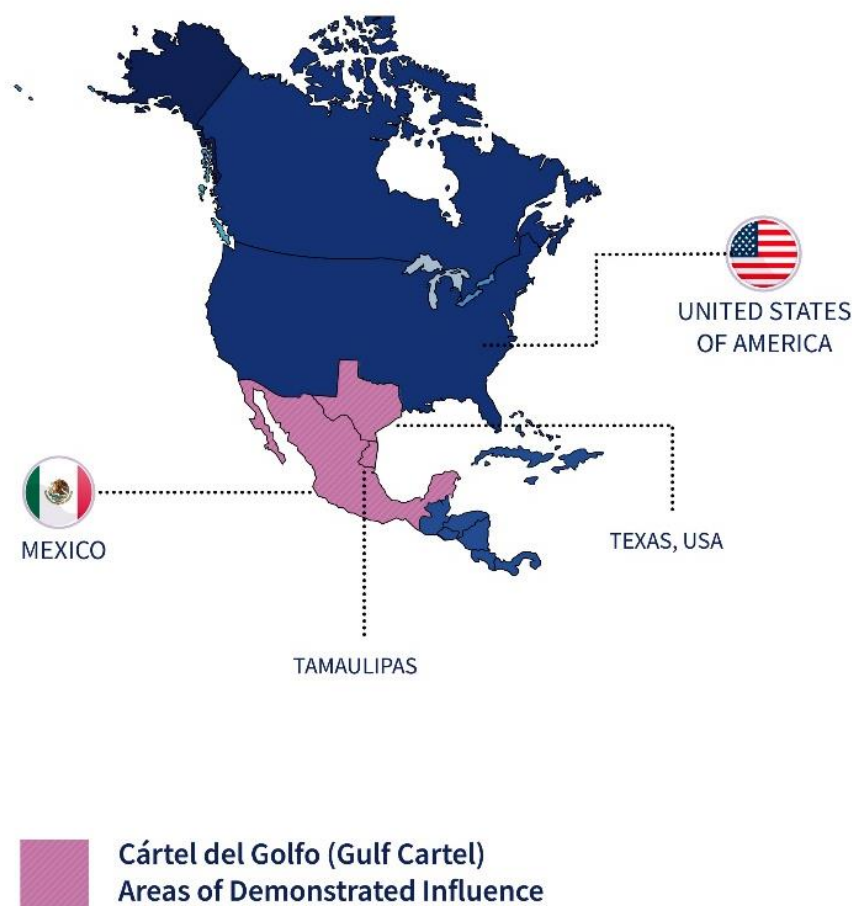 UNITED STATES
OF AMERICA
MEXICO
TEXAS, USA
TAMAULIPAS
Cártel del Golfo (Gulf Cartel)
Areas of Demonstrated Influence